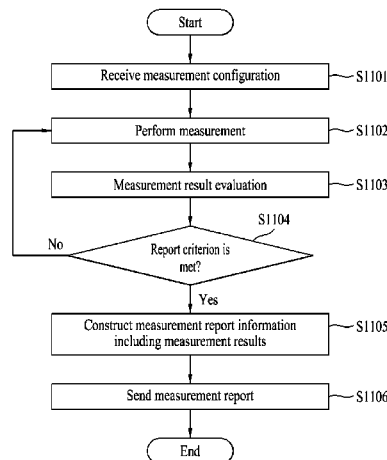 Start
Receive measurement configuration
S1101
Perform measurement
S1102
Measurement result evaluation
S1103
S1104
Report criterion is
met?
No
Yes
Construct measurement report information
including measurement results
S1105
Send measurement report
S1106
End